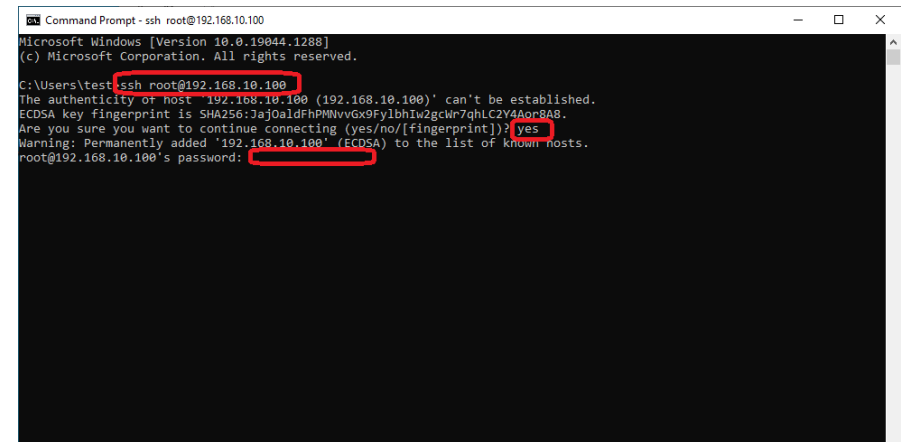 Command Prompt - ssh root@192.168.10.100
Microsoft Windows [Version 10.0.19044.1288]
(c) Microsoft Corporation. All rights reserved.
C:\Users\test>ssh root@192.168.10.100
The authenticity of host '192.168.10.100 (192.168.10.100)' can't be established.
ECDSA key fingerprint is SHA256:JajOaldFhPMNvvGx9FylbhIw2gcWr7qhLC2Y4Aor8A8.
Are you sure you want to continue connecting (yes/no/[fingerprint])? yes
Warning: Permanently added '192.168.10.100' (ECDSA) to the list of known hosts.
root@192.168.10.100's password: